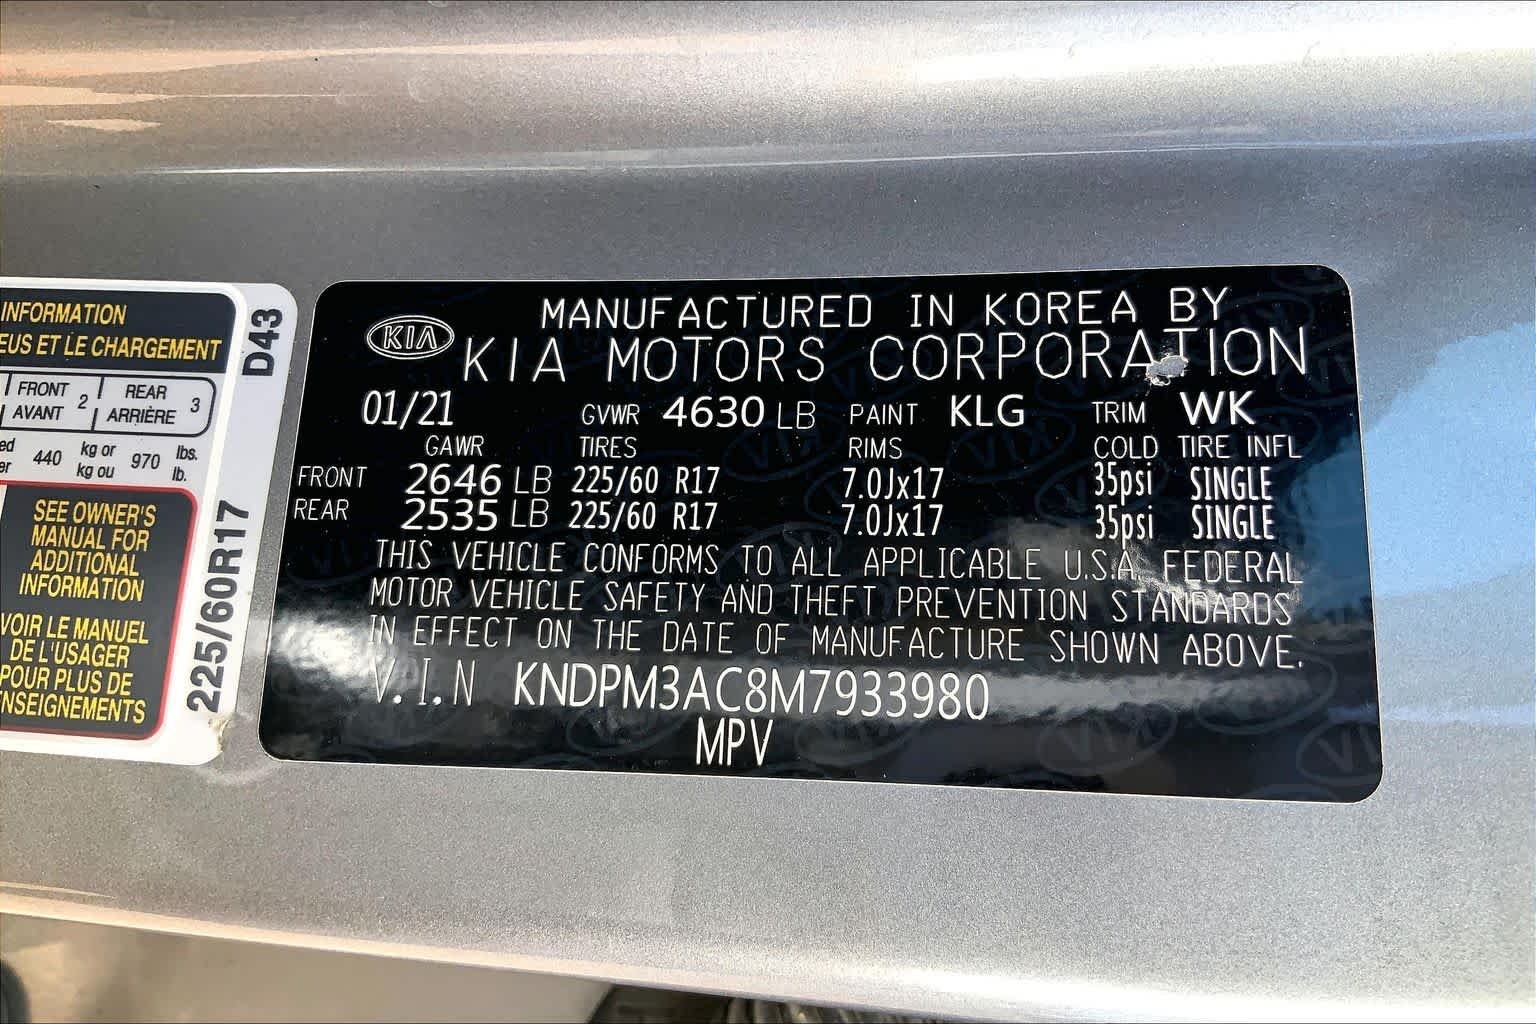 INFORMATION
EUS ET LE CHARGEMENT
FRONT 2 REAR 3
AVANT ARRIÈRE
440 kg or 970 lbs.
kg ou lb.
SEE OWNER'S
MANUAL FOR
ADDITIONAL
INFORMATION
VOIR LE MANUEL
DE L'USAGER
POUR PLUS DE
NSEIGNEMENTS
D43
225/60R17
KIA
MANUFACTURED IN KOREA BY
KIA MOTORS CORPORATION
01/21 GVWR 4630 LB PAINT KLG TRIM WK
GAWR TIRES RIMS COLD TIRE INFL
FRONT 2646 LB 225/60 R17 7.0Jx17 35psi SINGLE
REAR 2535 LB 225/60 R17 7.0Jx17 35psi SINGLE
THIS VEHICLE CONFORMS TO ALL APPLICABLE U.S.A. FEDERAL
MOTOR VEHICLE SAFETY AND THEFT PREVENTION STANDARDS
IN EFFECT ON THE DATE OF MANUFACTURE SHOWN ABOVE.
V.I.N KNDPM3AC8M7933980
MPV